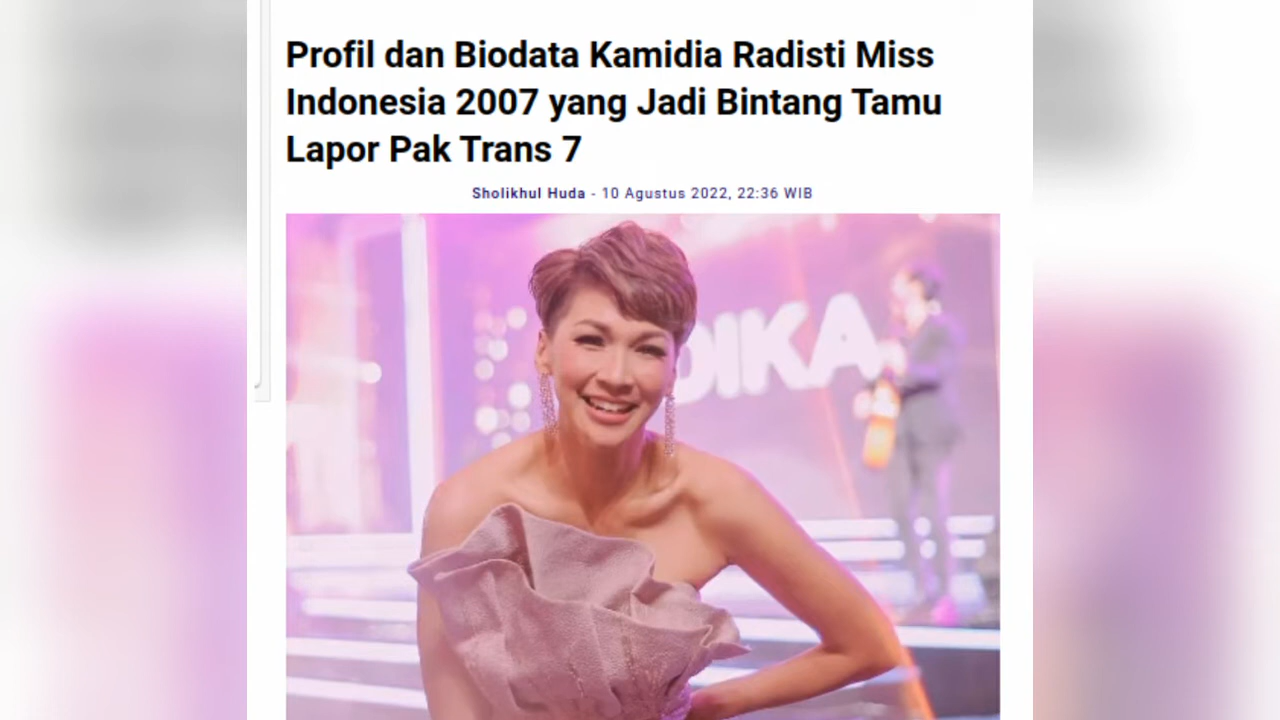 Profil dan Biodata Kamidia Radisti Miss
Indonesia 2007 yang Jadi Bintang Tamu
Lapor Pak Trans 7
Sholikhul Huda - 10 Agustus 2022, 22:36 WIB
DIKA